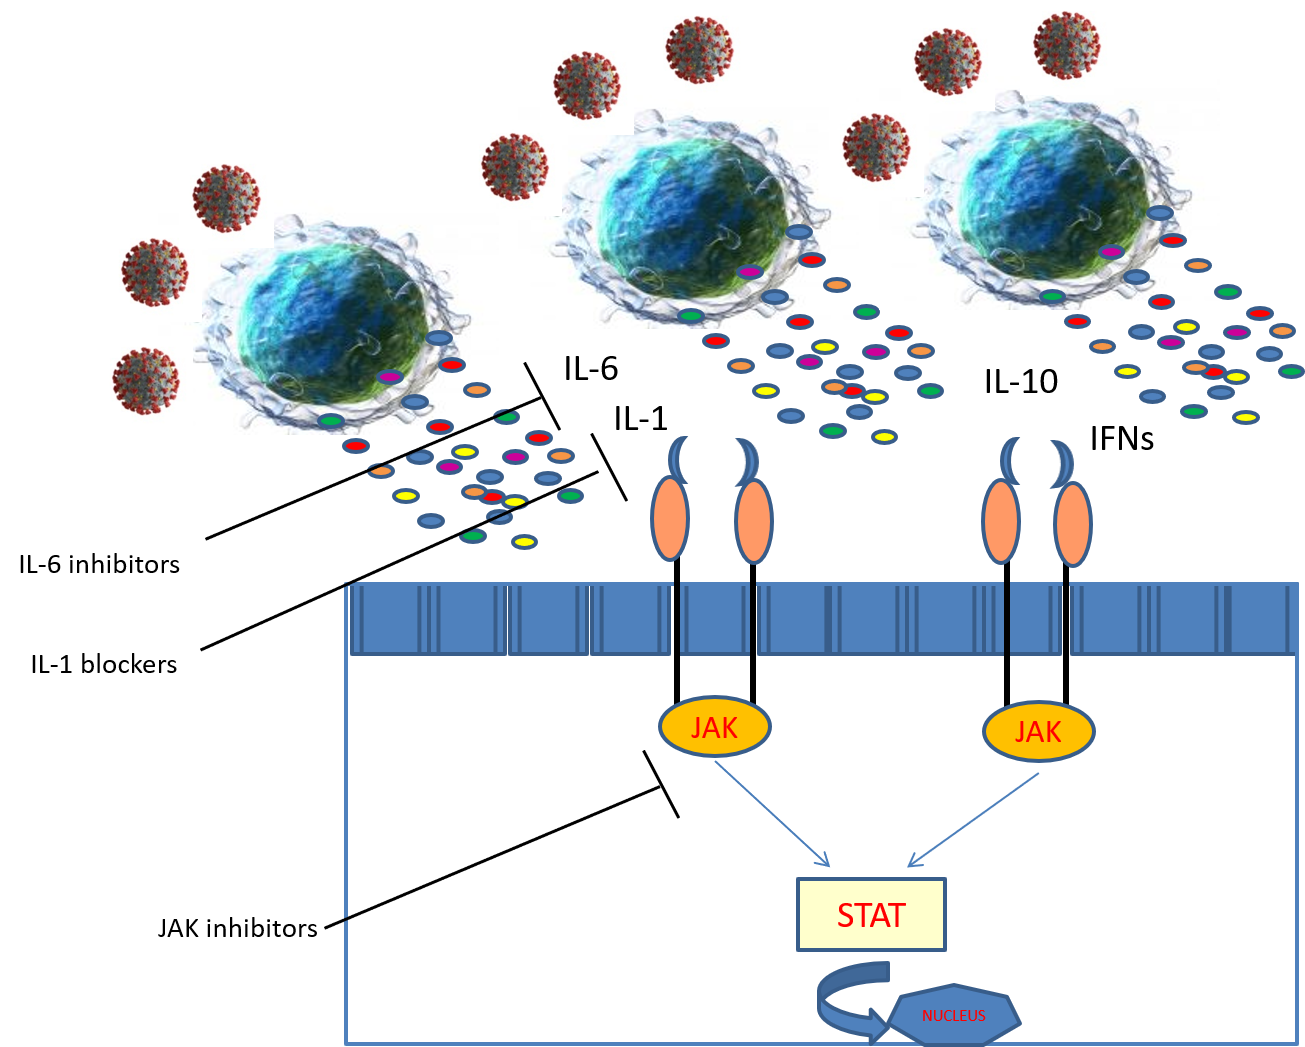 IL-6
IL-10
IL-1
IFNs
IL-6 inhibitors
IL-1 blockers
JAK
JAK
JAK inhibitors
STAT
NUCLEUS